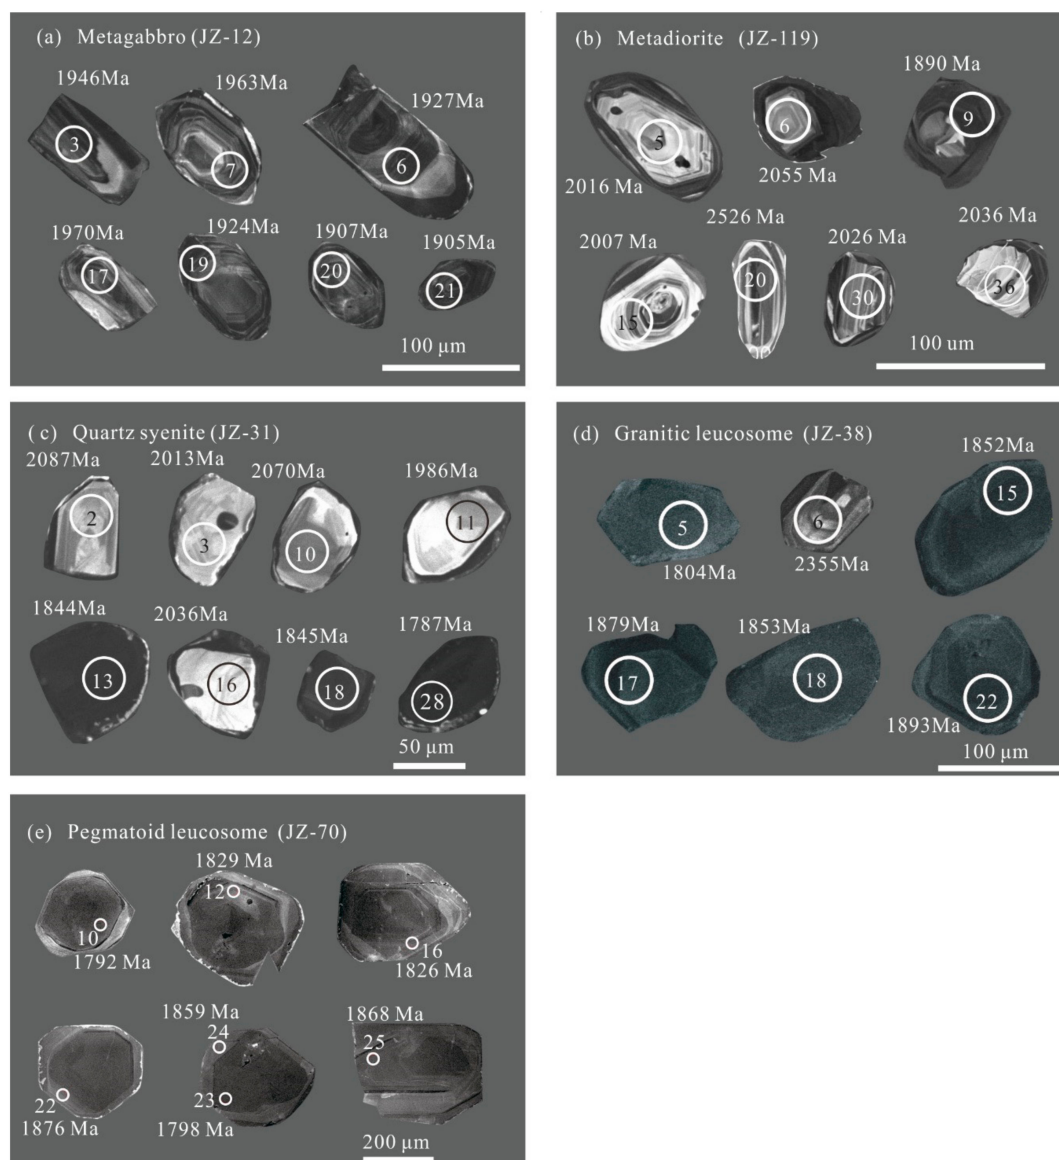 (a) Metagabbro (JZ-12)
1946Ma
1963Ma
1927Ma
3
7
6
1970Ma
1924Ma
1907Ma
1905Ma
17
19
20
21
100 μm
(b) Metadiorite (JZ-119)
1890 Ma
5
6
9
2016 Ma
2055 Ma
2526 Ma
2036 Ma
2007 Ma
2026 Ma
15
20
30
36
100 um
(c) Quartz syenite (JZ-31)
2087Ma
2013Ma
2070Ma
1986Ma
2
3
10
11
1844Ma
2036Ma
1845Ma
1787Ma
13
16
18
28
50 μm
(d) Granitic leucosome (JZ-38)
1852Ma
5
6
15
1804Ma
2355Ma
1879Ma
1853Ma
17
18
22
1893Ma
100 μm
(e) Pegmatoid leucosome (JZ-70)
1829 Ma
12
10
16
1792 Ma
1826 Ma
1859 Ma
1868 Ma
24
25
22
23
1876 Ma
1798 Ma
200 μm